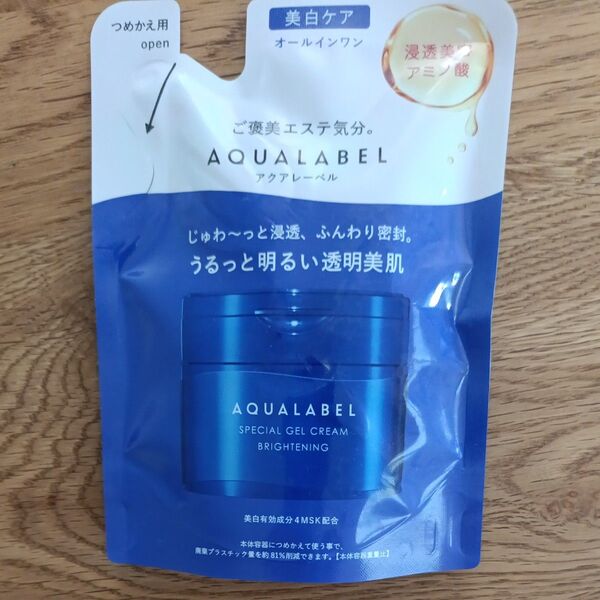 つめかえ用
open
美白ケア
オールインワン
浸透美
アミノ酸
ご褒美エステ気分。
AQUALABEL
アクアレーベル
じゅわ〜っと浸透、ふんわり密封。
うるっと明るい透明美肌
AQUALABEL
SPECIAL GEL CREAM
BRIGHTENING
美白有効成分4MSK配合
本体容器につめかえて使う事で、
廃棄プラスチック量を約81%削減できます。【本体容器重量比】